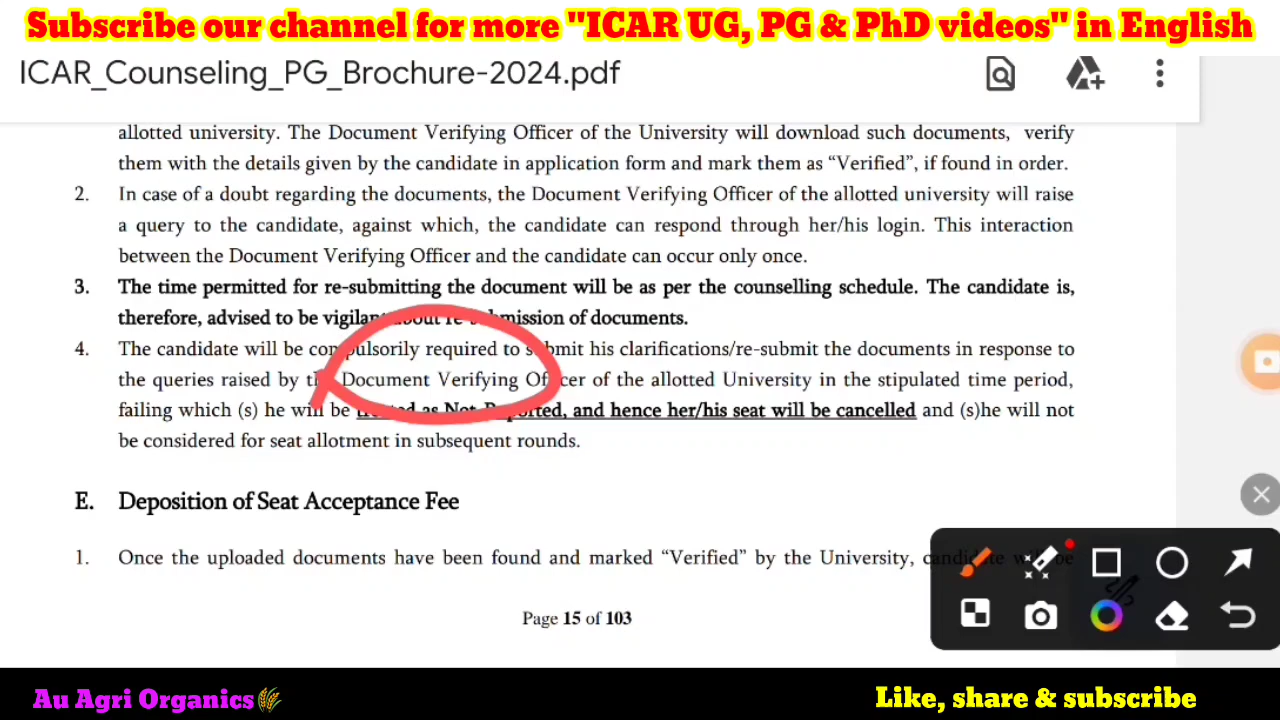 Subscribe our channel for more "ICAR UG, PG & PhD videos" in English
ICAR_Counseling_PG_Brochure-2024.pdf
allotted university. The Document Verifying Officer of the University will download such documents, verify
them with the details given by the candidate in application form and mark them as “Verified”, if found in order.
2. In case of a doubt regarding the documents, the Document Verifying Officer of the allotted university will raise
a query to the candidate, against which, the candidate can respond through her/his login. This interaction
between the Document Verifying Officer and the candidate can occur only once.
3. The time permitted for re-submitting the document will be as per the counselling schedule. The candidate is,
therefore, advised to be vigilant about re-submission of documents.
4. The candidate will be compulsorily required to submit his clarifications/re-submit the documents in response to
the queries raised by the Document Verifying Officer of the allotted University in the stipulated time period,
failing which (s) he will be treated as Not Reported, and hence her/his seat will be cancelled and (s)he will not
be considered for seat allotment in subsequent rounds.
E. Deposition of Seat Acceptance Fee
1. Once the uploaded documents have been found and marked “Verified” by the University, candidate will be
Page 15 of 103
Au Agri Organics
Like, share & subscribe